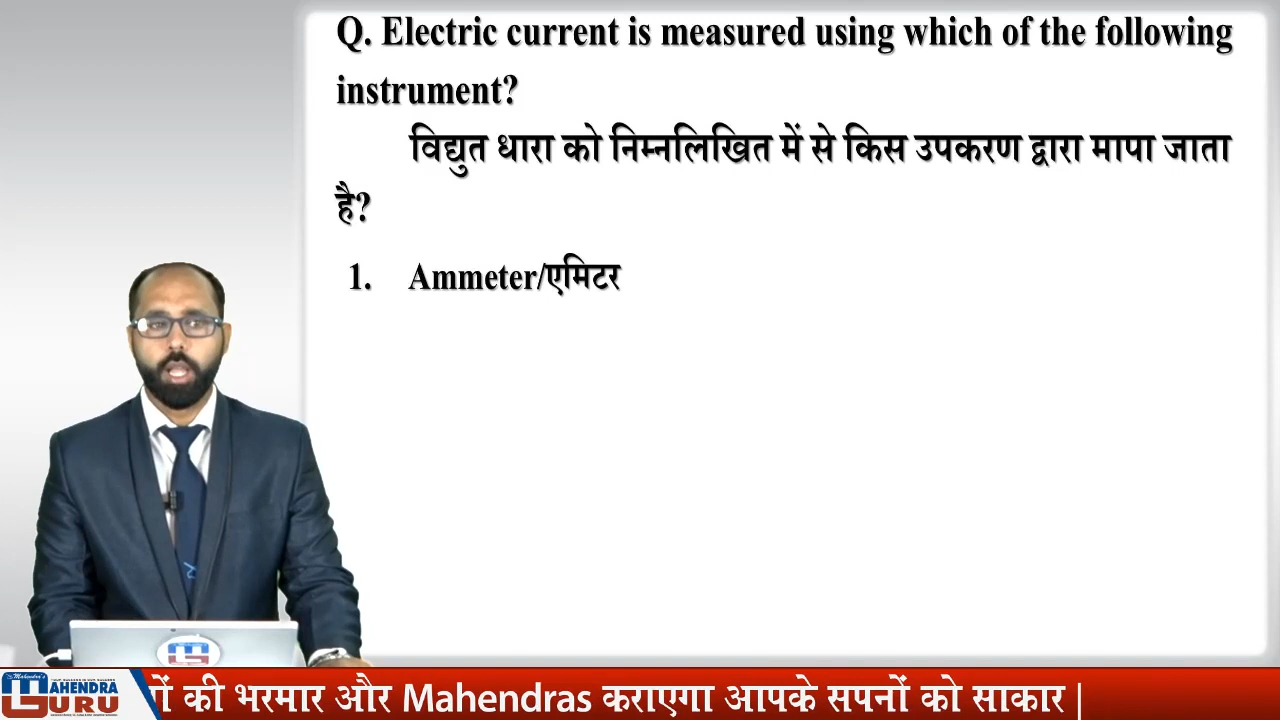 Q. Electric current is measured using which of the following
instrument?
विद्युत धारा को निम्नलिखित में से किस उपकरण द्वारा मापा जाता
है?
1. Ammeter/एमिटर
Mahendra's
MAHENDRA
GURU
ों की भरमार और Mahendras कराएगा आपके सपनों को साकार |